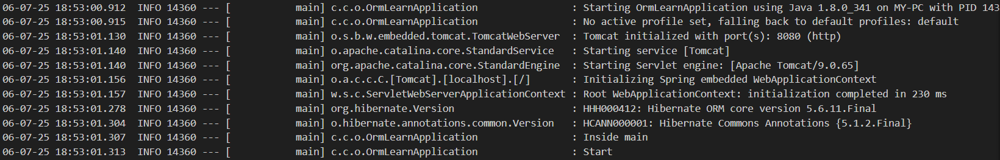 06-07-25 18:53:00.912  INFO 14360 --- [           main] c.c.o.OrmLearnApplication                : Starting OrmLearnApplication using Java 1.8.0_341 on MY-PC with PID 143
06-07-25 18:53:00.915  INFO 14360 --- [           main] c.c.o.OrmLearnApplication                : No active profile set, falling back to default profiles: default
06-07-25 18:53:01.130  INFO 14360 --- [           main] o.s.b.w.embedded.tomcat.TomcatWebServer  : Tomcat initialized with port(s): 8080 (http)
06-07-25 18:53:01.140  INFO 14360 --- [           main] o.apache.catalina.core.StandardService   : Starting service [Tomcat]
06-07-25 18:53:01.140  INFO 14360 --- [           main] org.apache.catalina.core.StandardEngine  : Starting Servlet engine: [Apache Tomcat/9.0.65]
06-07-25 18:53:01.156  INFO 14360 --- [           main] o.a.c.c.C.[Tomcat].[localhost].[/]       : Initializing Spring embedded WebApplicationContext
06-07-25 18:53:01.157  INFO 14360 --- [           main] w.s.c.ServletWebServerApplicationContext : Root WebApplicationContext: initialization completed in 230 ms
06-07-25 18:53:01.278  INFO 14360 --- [           main] org.hibernate.Version                    : HHH000412: Hibernate ORM core version 5.6.11.Final
06-07-25 18:53:01.304  INFO 14360 --- [           main] o.hibernate.annotations.common.Version   : HCANN000001: Hibernate Commons Annotations {5.1.2.Final}
06-07-25 18:53:01.307  INFO 14360 --- [           main] c.c.o.OrmLearnApplication                : Inside main
06-07-25 18:53:01.313  INFO 14360 --- [           main] c.c.o.OrmLearnApplication                : Start